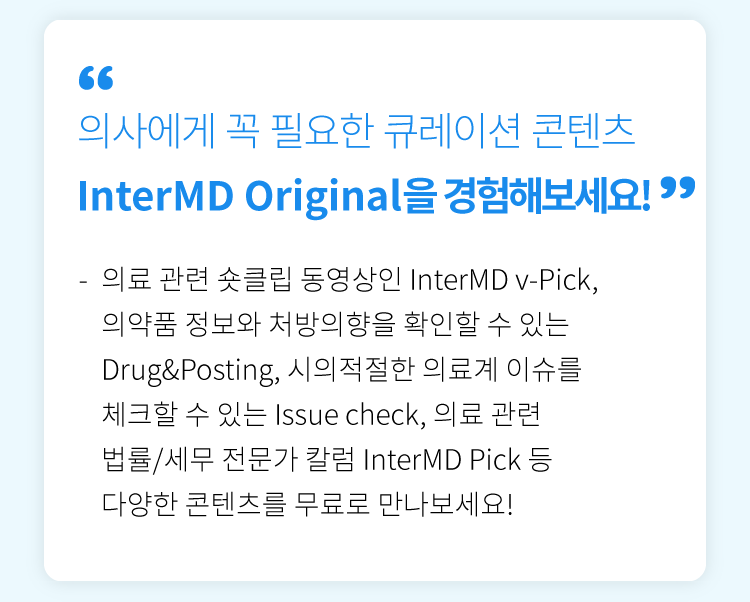 “
의사에게 꼭 필요한 큐레이션 콘텐츠
InterMD Original을 경험해보세요! ”
- 의료 관련 숏클립 동영상인 InterMD v-Pick,
의약품 정보와 처방의향을 확인할 수 있는
Drug&Posting, 시의적절한 의료계 이슈를
체크할 수 있는 Issue check, 의료 관련
법률/세무 전문가 칼럼 InterMD Pick 등
다양한 콘텐츠를 무료로 만나보세요!